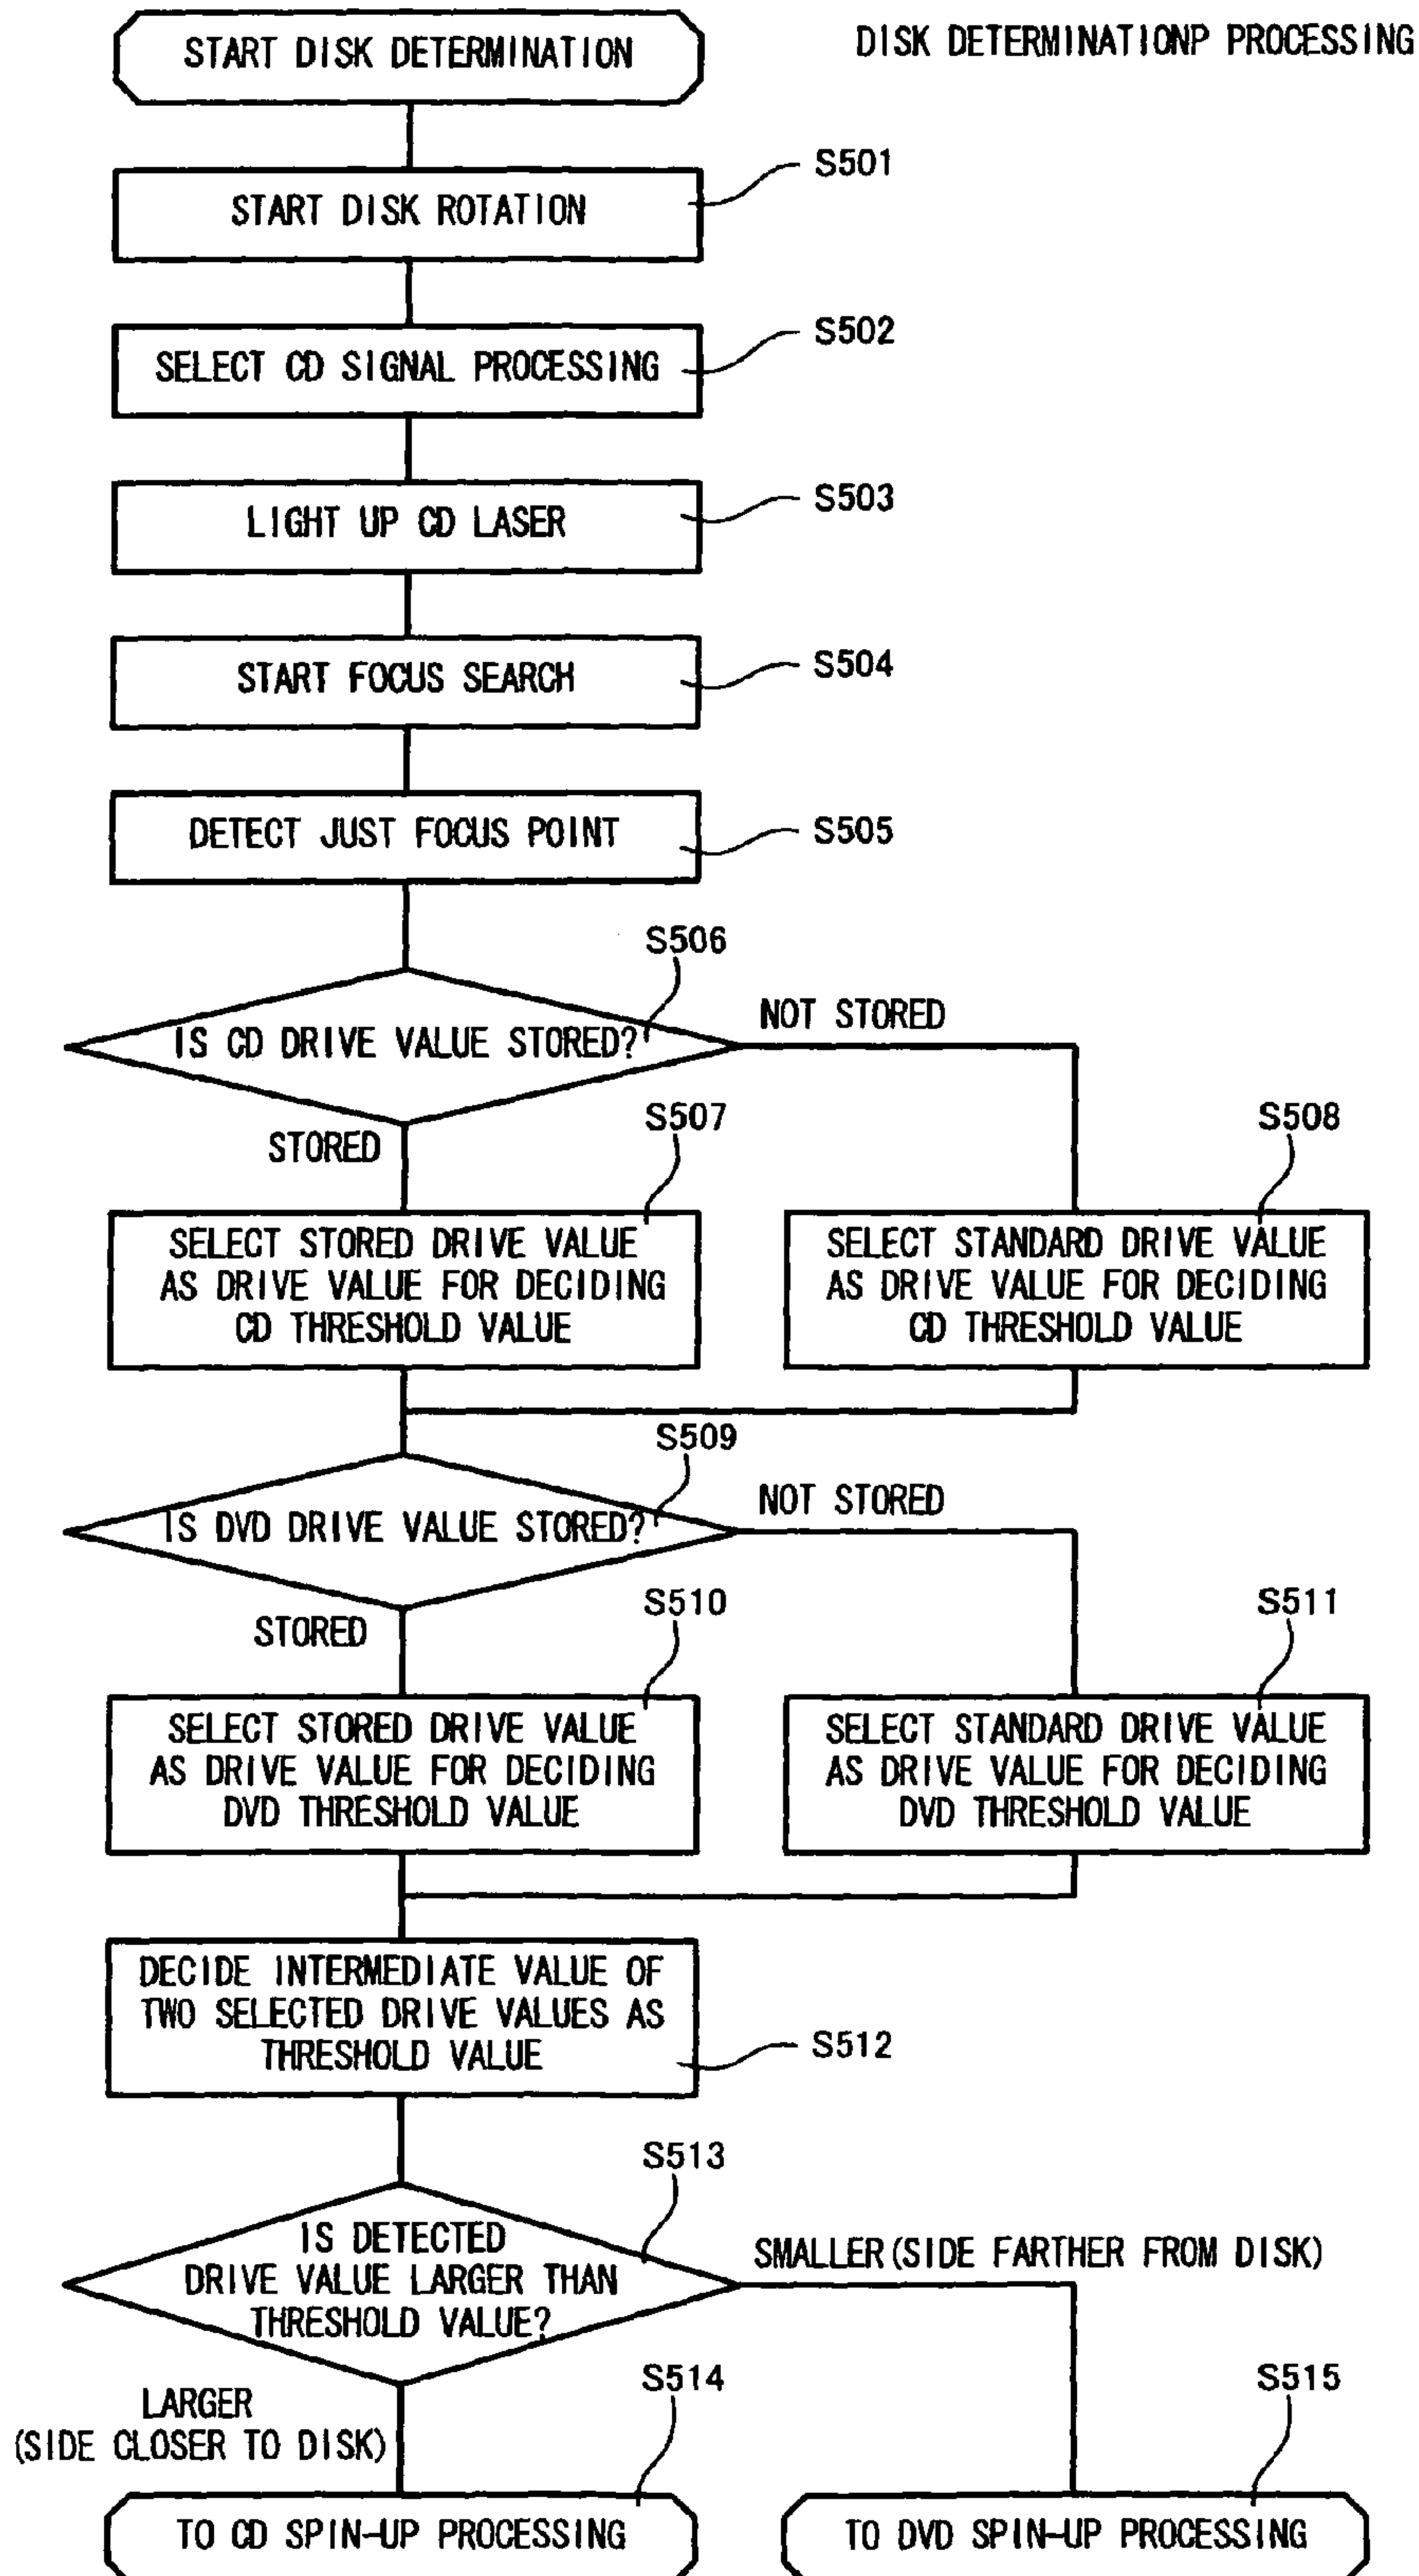 START DISK DETERMINATION
DISK DETERMINATIONP PROCESSING
S501
START DISK ROTATION
S502
SELECT CD SIGNAL PROCESSING
S503
LIGHT UP CD LASER
S504
START FOCUS SEARCH
S505
DETECT JUST FOCUS POINT
S506
IS CD DRIVE VALUE STORED?
NOT STORED
STORED
S507
S508
SELECT STORED DRIVE VALUE
AS DRIVE VALUE FOR DECIDING
CD THRESHOLD VALUE
SELECT STANDARD DRIVE VALUE
AS DRIVE VALUE FOR DECIDING
CD THRESHOLD VALUE
S509
IS DVD DRIVE VALUE STORED?
NOT STORED
STORED
S510
S511
SELECT STORED DRIVE VALUE
AS DRIVE VALUE FOR DECIDING
DVD THRESHOLD VALUE
SELECT STANDARD DRIVE VALUE
AS DRIVE VALUE FOR DECIDING
DVD THRESHOLD VALUE
DECIDE INTERMEDIATE VALUE OF
TWO SELECTED DRIVE VALUES AS
THRESHOLD VALUE
S512
S513
IS DETECTED
DRIVE VALUE LARGER THAN
THRESHOLD VALUE?
SMALLER(SIDE FARTHER FROM DISK)
LARGER
(SIDE CLOSER TO DISK)
S514
S515
TO CD SPIN-UP PROCESSING
TO DVD SPIN-UP PROCESSING